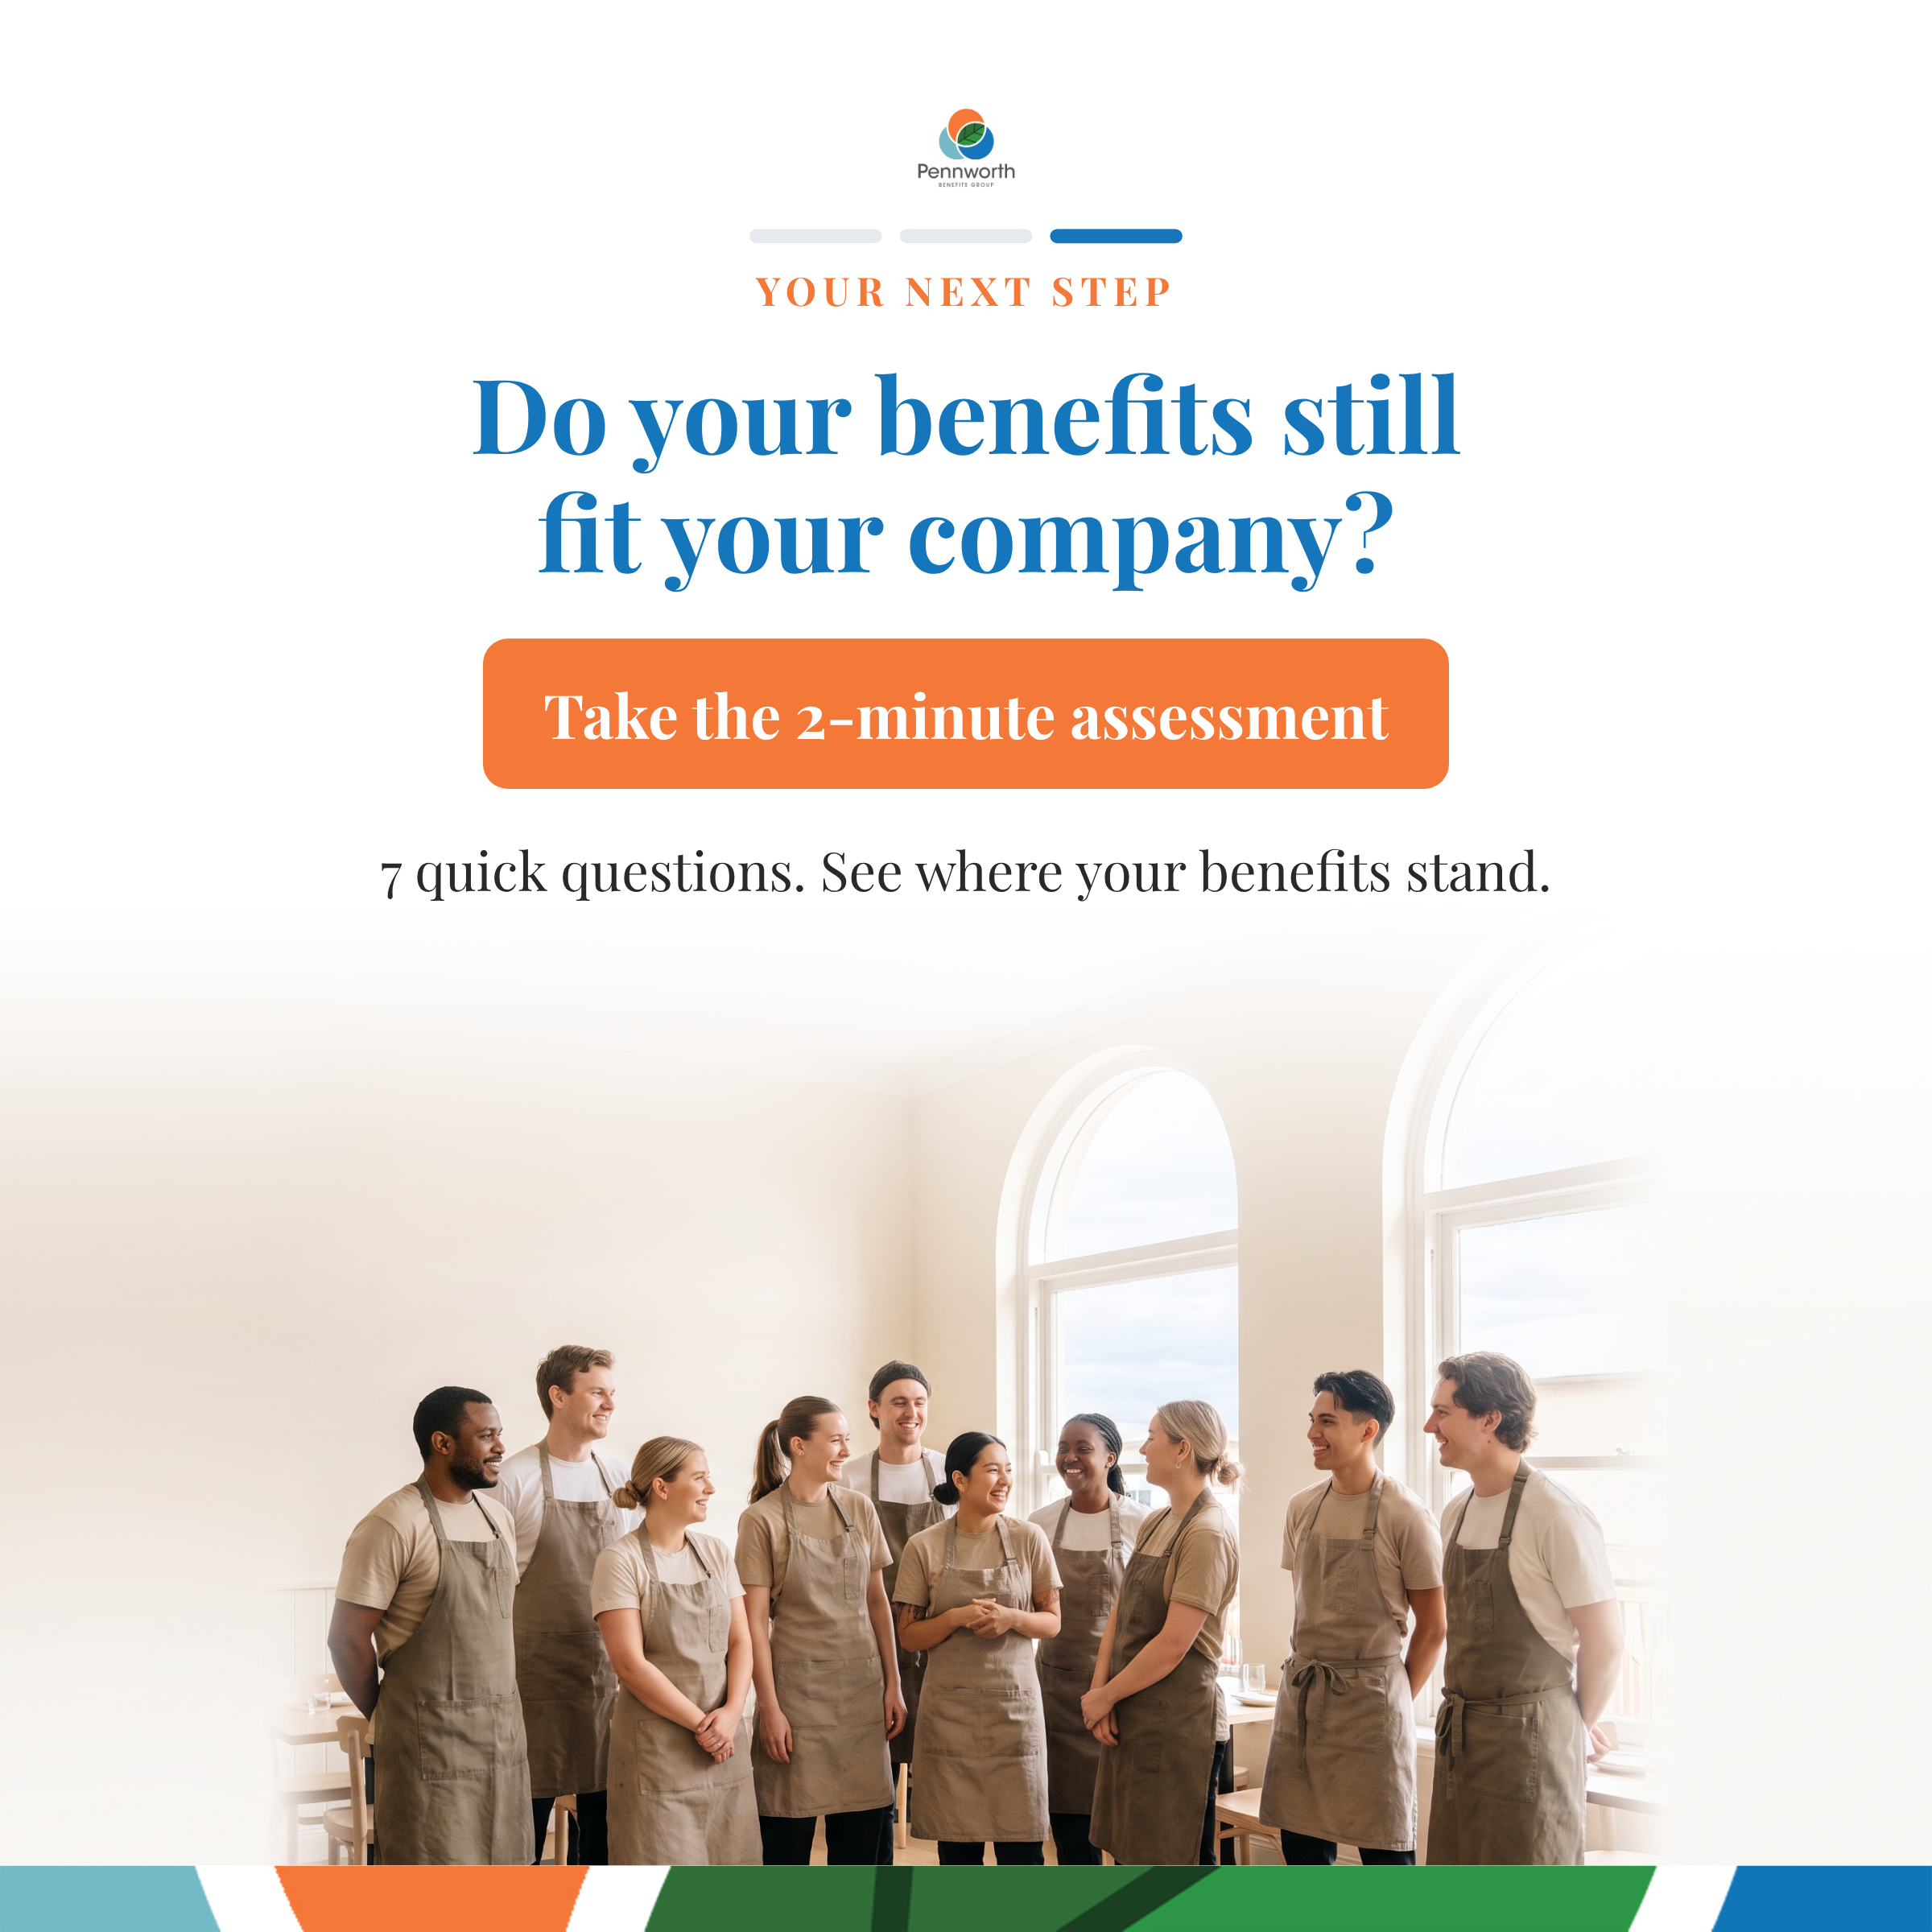 Pennworth
BENEFITS GROUP
YOUR NEXT STEP
Do your benefits still
fit your company?
Take the 2-minute assessment
7 quick questions. See where your benefits stand.